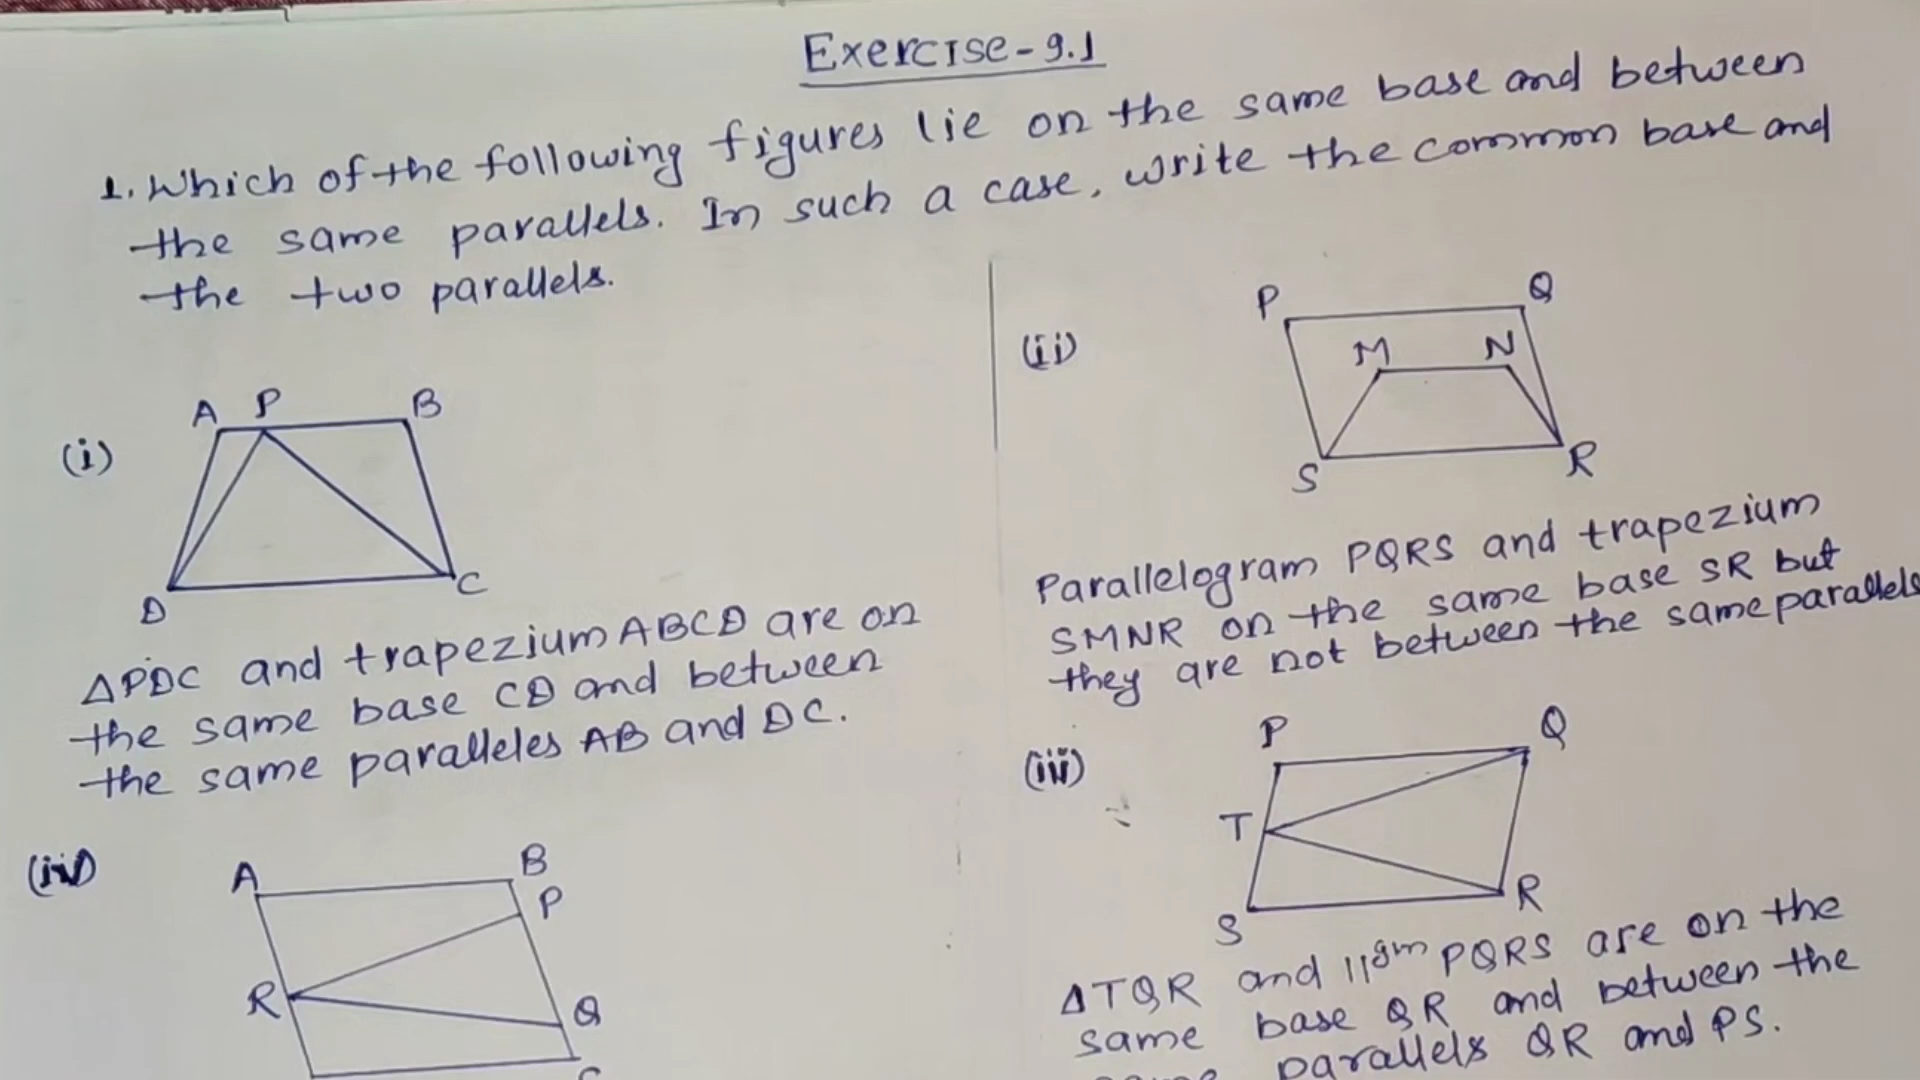 Exercise-9.1
1. Which of the following figures lie on the same base and between
the same parallels. In such a case, write the common base and
the two parallels.
(i)
A P B
D C
ΔPDC and trapezium ABCD are on
the same base CD and between
the same paralleles AB and DC.
(ii)
P Q
M N
S R
Parallelogram PQRS and trapezium
SMNR on the same base SR but
they are not between the same parallels
(iii)
P Q
T
S R
ΔTQR and ||gm PQRS are on the
same base QR and between the
parallels QR and PS.
(iv)
A B
P
R Q